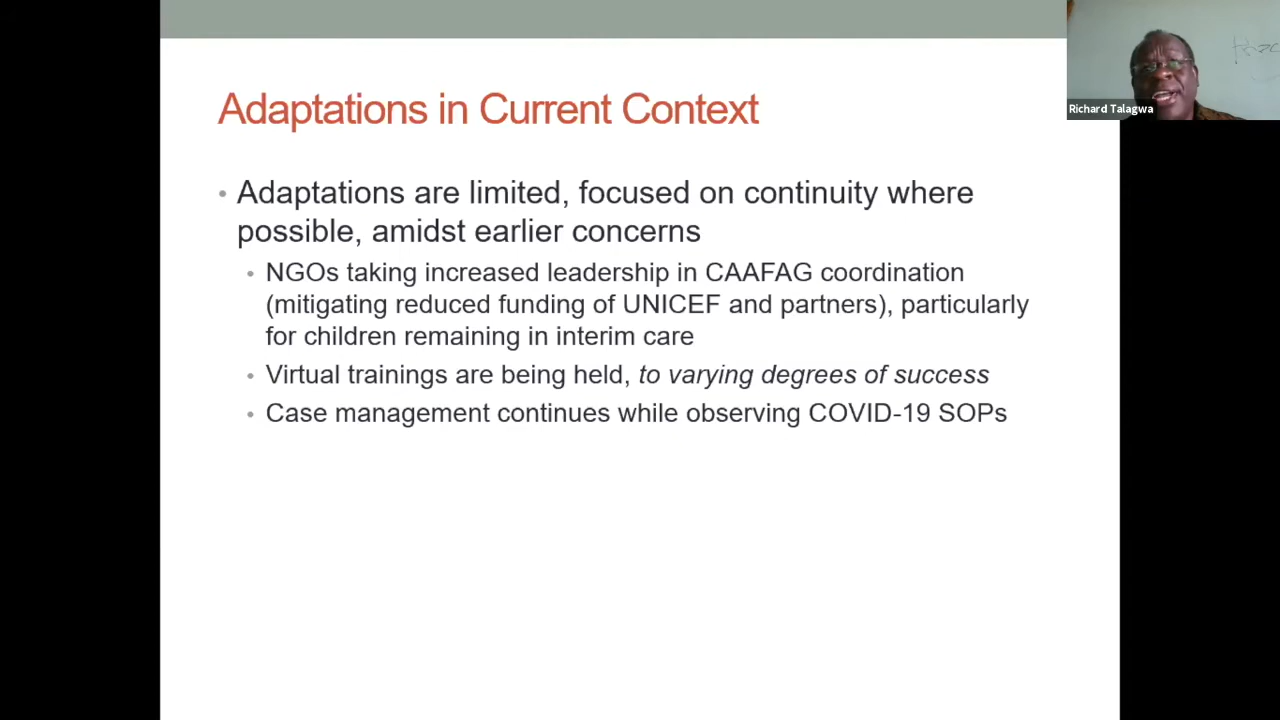 Adaptations in Current Context
• Adaptations are limited, focused on continuity where
possible, amidst earlier concerns
• NGOs taking increased leadership in CAAFAG coordination
(mitigating reduced funding of UNICEF and partners), particularly
for children remaining in interim care
• Virtual trainings are being held, to varying degrees of success
• Case management continues while observing COVID-19 SOPs
Richard Talagwa